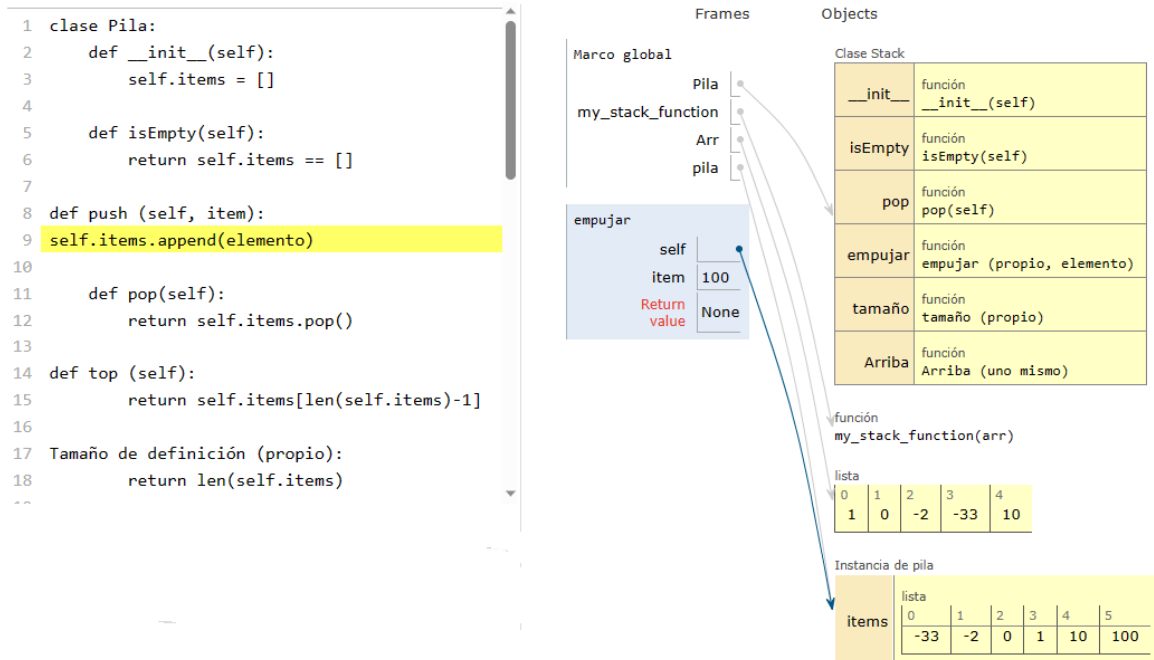 1 clase Pila:
2     def __init__(self):
3         self.items = []
4
5     def isEmpty(self):
6         return self.items == []
7
8 def push (self, item):
9 self.items.append(elemento)
10
11     def pop(self):
12         return self.items.pop()
13
14 def top (self):
15         return self.items[len(self.items)-1]
16
17 Tamaño de definición (propio):
18         return len(self.items)
Frames
Marco global
Pila
my_stack_function
Arr
pila
empujar
self
item 100
Return
value None
Objects
Clase Stack
__init__ función
__init__(self)
isEmpty función
isEmpty(self)
pop función
pop(self)
empujar función
empujar (propio, elemento)
tamaño función
tamaño (propio)
Arriba función
Arriba (uno mismo)
función
my_stack_function(arr)
lista
0 1 2 3 4
1 0 -2 -33 10
Instancia de pila
items lista
0 1 2 3 4 5
-33 -2 0 1 10 100